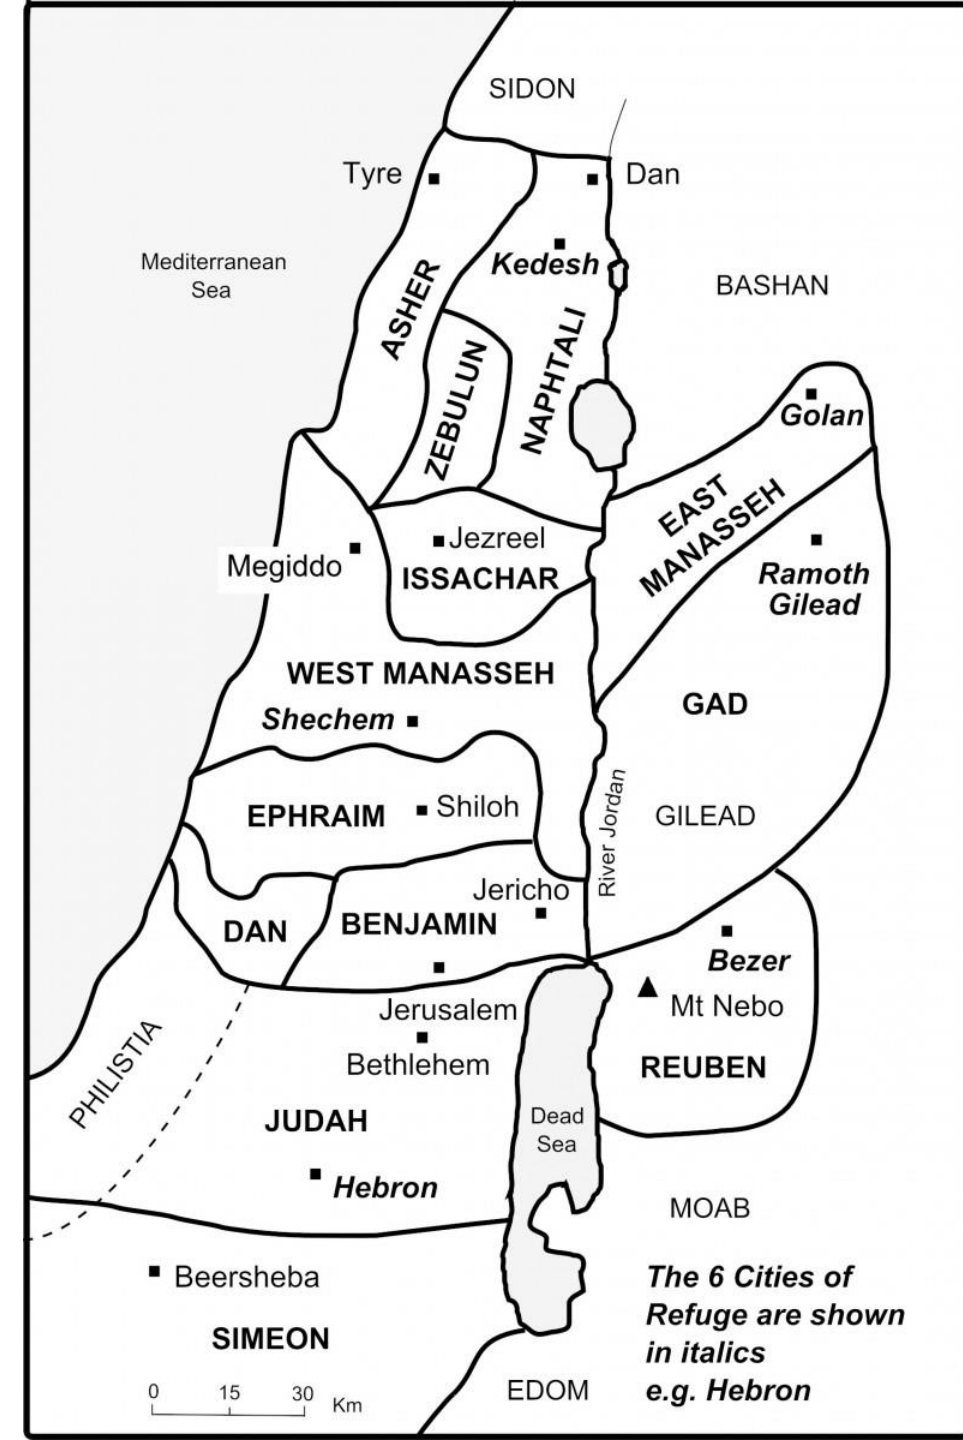 SIDON
Tyre
Dan
Mediterranean
Sea
Kedesh
BASHAN
ASHER
ZEBULUN
NAPHTALI
Golan
EAST
MANASSEH
Jezreel
Megiddo
ISSACHAR
Ramoth
Gilead
WEST MANASSEH
Shechem
GAD
EPHRAIM
Shiloh
River Jordan
GILEAD
Jericho
DAN
BENJAMIN
Bezer
Jerusalem
Mt Nebo
Bethlehem
PHILISTIA
REUBEN
JUDAH
Dead
Sea
Hebron
MOAB
Beersheba
The 6 Cities of
Refuge are shown
in italics
e.g. Hebron
SIMEON
EDOM
0 15 30 Km